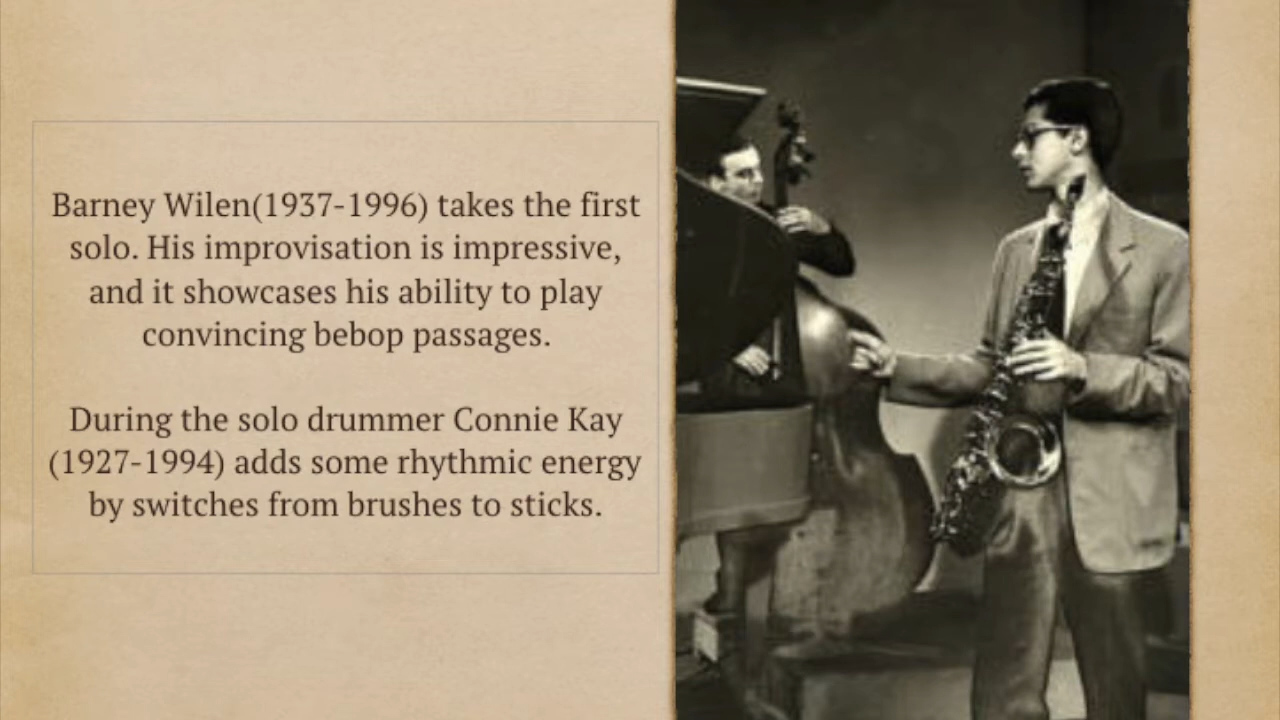 Barney Wilen(1937-1996) takes the first
solo. His improvisation is impressive,
and it showcases his ability to play
convincing bebop passages.
During the solo drummer Connie Kay
(1927-1994) adds some rhythmic energy
by switches from brushes to sticks.